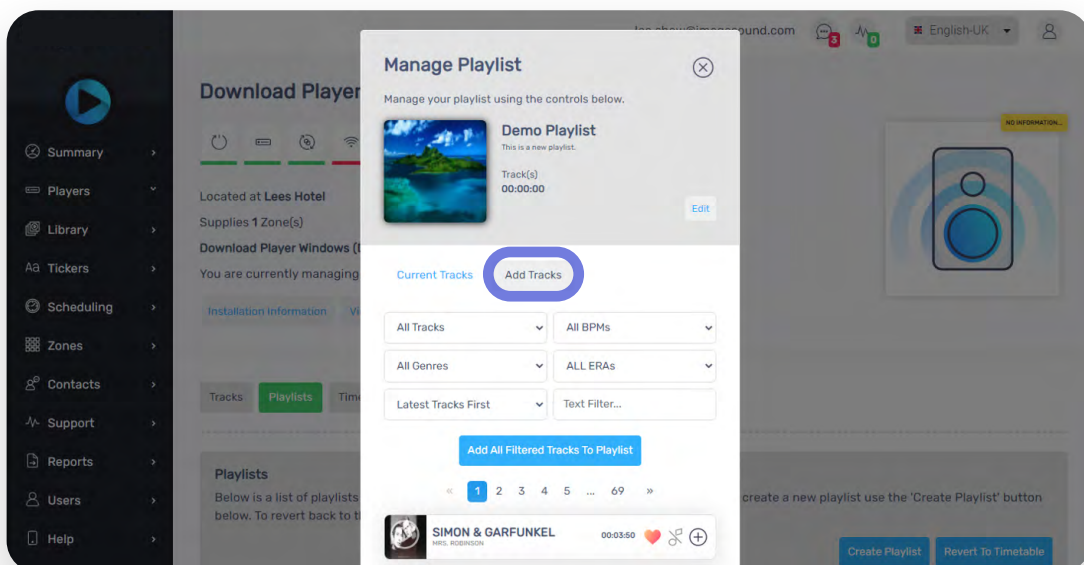 und.com
3
0
English-UK
Manage Playlist
Download Player
Manage your playlist using the controls below.
Demo Playlist
This is a new playlist.
Track(s)
00:00:00
Edit
NO INFORMATION...
Summary
Players
Library
Aa Tickers
Scheduling
Zones
Contacts
Support
Reports
Users
Help
Located at Lees Hotel
Supplies 1 Zone(s)
Download Player Windows
You are currently managing
Installation Information
Current Tracks
Add Tracks
All Tracks
All BPMs
All Genres
ALL ERAs
Latest Tracks First
Text Filter...
Tracks
Playlists
Add All Filtered Tracks To Playlist
« 1 2 3 4 5 ... 69 »
Playlists
Below is a list of playlists
create a new playlist use the 'Create Playlist' button
below. To revert back to
SIMON & GARFUNKEL
MRS. ROBINSON
00:03:50
Create Playlist
Revert To Timetable